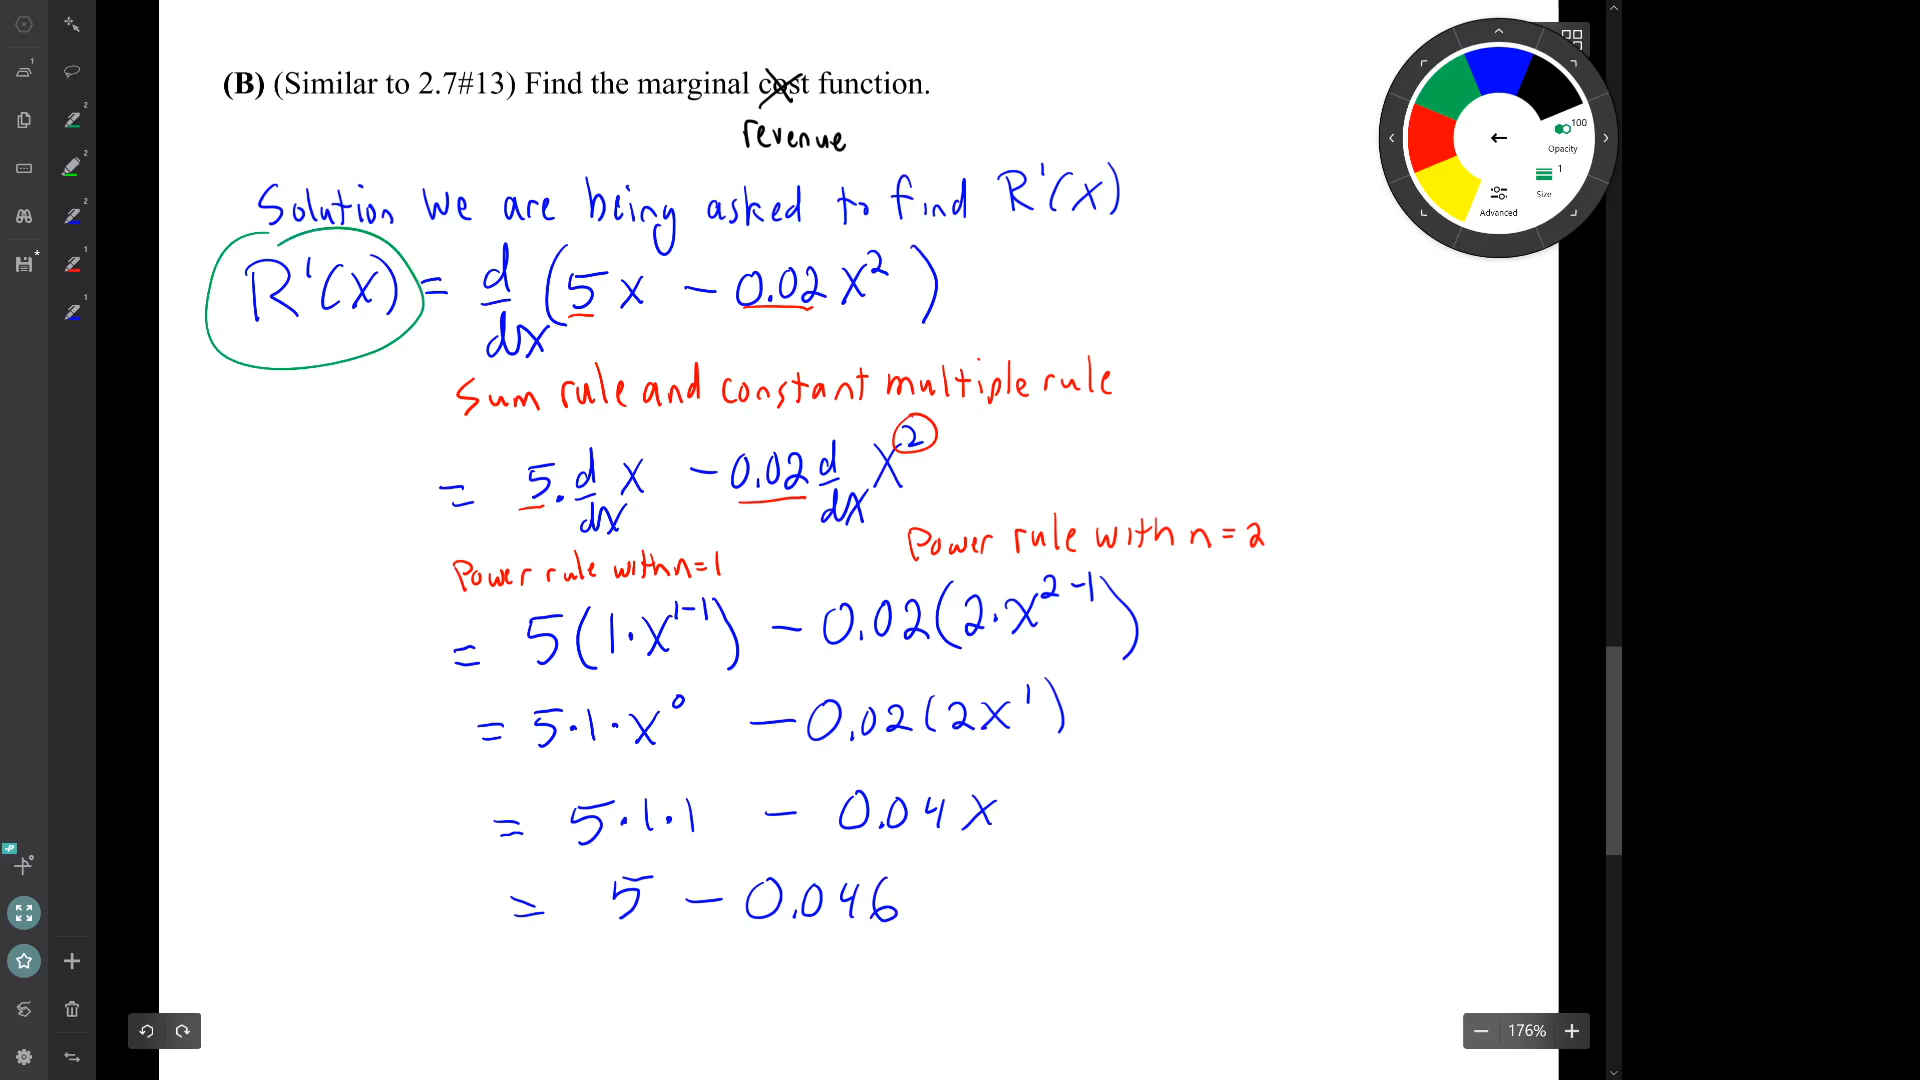 (B) (Similar to 2.7#13) Find the marginal cost function.
revenue
Solution We are being asked to find R'(x)
R'(x) = d/dx (5x - 0.02x²)
Sum rule and constant multiple rule
= 5 · d/dx x - 0.02 d/dx x²
Power rule with n = 2
Power rule with n=1
= 5(1·x¹⁻¹) - 0.02(2·x²⁻¹)
= 5·1·x⁰ - 0.02(2x¹)
= 5·1·1 - 0.04x
= 5 - 0.046
100
Opacity
1
Size
Advanced
176%